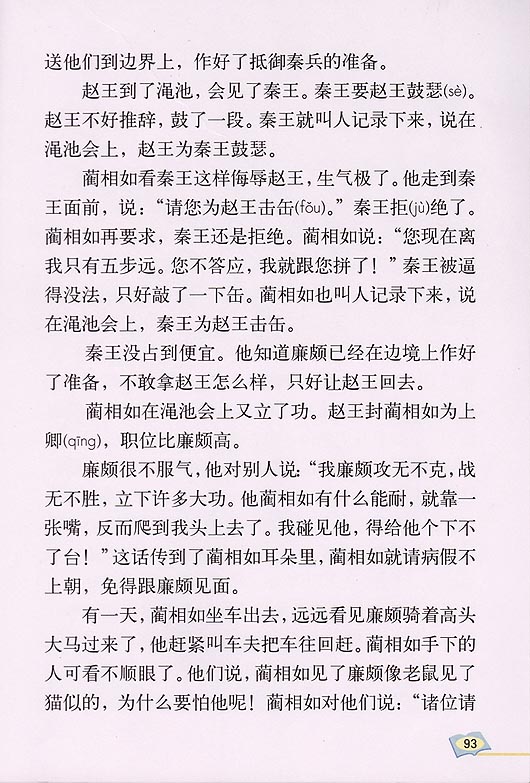 送他们到边界上，作好了抵御秦兵的准备。
赵王到了渑池，会见了秦王。秦王要赵王鼓瑟(sè)。
赵王不好推辞，鼓了一段。秦王就叫人记录下来，说在
渑池会上，赵王为秦王鼓瑟。
蔺相如看秦王这样侮辱赵王，生气极了。他走到秦
王面前，说：“请您为赵王击缶(fǒu)。”秦王拒(jù)绝了。
蔺相如再要求，秦王还是拒绝。蔺相如说：“您现在离
我只有五步远。您不答应，我就跟您拼了！”秦王被逼
得没法，只好敲了一下缶。蔺相如也叫人记录下来，说
在渑池会上，秦王为赵王击缶。
秦王没占到便宜。他知道廉颇已经在边境上作好
了准备，不敢拿赵王怎么样，只好让赵王回去。
蔺相如在渑池会上又立了功。赵王封蔺相如为上
卿(qīng)，职位比廉颇高。
廉颇很不服气，他对别人说：“我廉颇攻无不克，战
无不胜，立下许多大功。他蔺相如有什么能耐，就靠一
张嘴，反而爬到我头上去了。我碰见他，得给他个下不
了台！”这话传到了蔺相如耳朵里，蔺相如就请病假不
上朝，免得跟廉颇见面。
有一天，蔺相如坐车出去，远远看见廉颇骑着高头
大马过来了，他赶紧叫车夫把车往回赶。蔺相如手下的
人可看不顺眼了。他们说，蔺相如见了廉颇像老鼠见了
猫似的，为什么要怕他呢！蔺相如对他们说：“诸位请
93